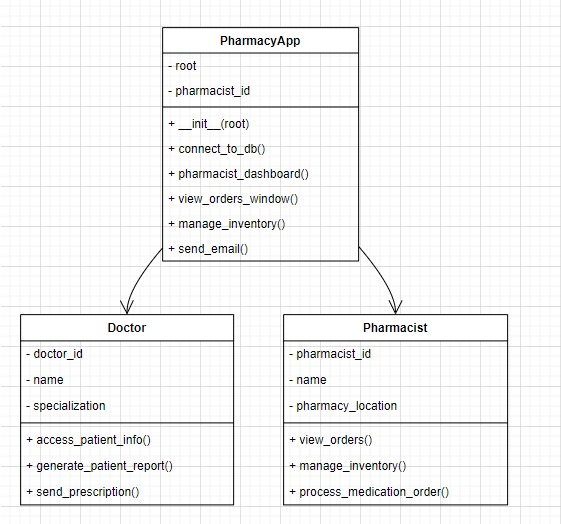 PharmacyApp
- root
- pharmacist_id
+ __init__(root)
+ connect_to_db()
+ pharmacist_dashboard()
+ view_orders_window()
+ manage_inventory()
+ send_email()
Doctor
- doctor_id
- name
- specialization
+ access_patient_info()
+ generate_patient_report()
+ send_prescription()
Pharmacist
- pharmacist_id
- name
- pharmacy_location
+ view_orders()
+ manage_inventory()
+ process_medication_order()